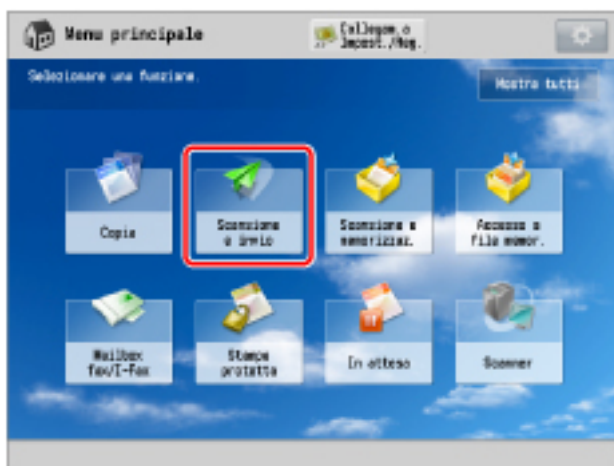 Menu principale
Collegam.a
Impost./Reg.
Selezionare una funzione.
Mostra tutti
Copia
Scansione
e invio
Scansione e
memorizzaz.
Accesso a
file memor.
Mailbox
fax/I-Fax
Stampa
protetta
In attesa
Scanner